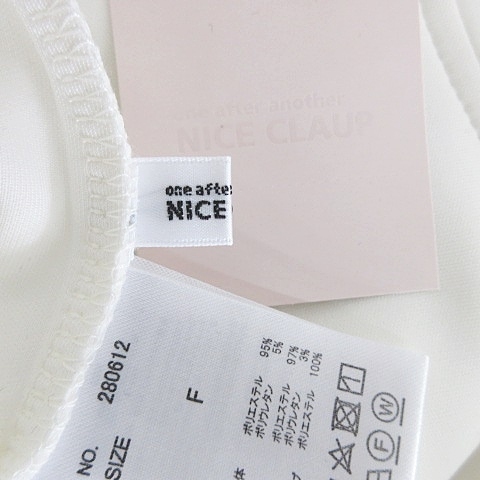 one after another
NICE CLAUP
one afte
NICE
NO. 280612
SIZE F
ポリエステル 95%
ポリウレタン 5%
ポリエステル 97%
ポリウレタン 3%
ポリエステル 100%
体
F
W